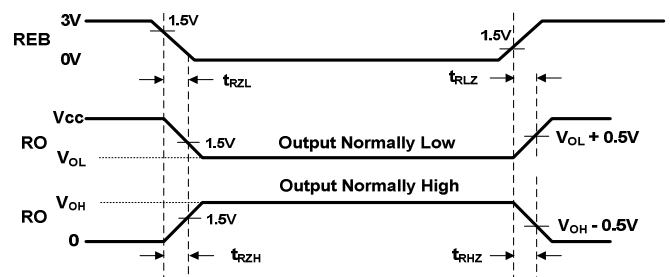 3V
1.5V
1.5V
REB
0V
tRZL
tRLZ
Vcc
RO
1.5V
Output Normally Low
VOL + 0.5V
VOL
Output Normally High
VOH
RO
1.5V
VOH - 0.5V
0
tRZH
tRHZ